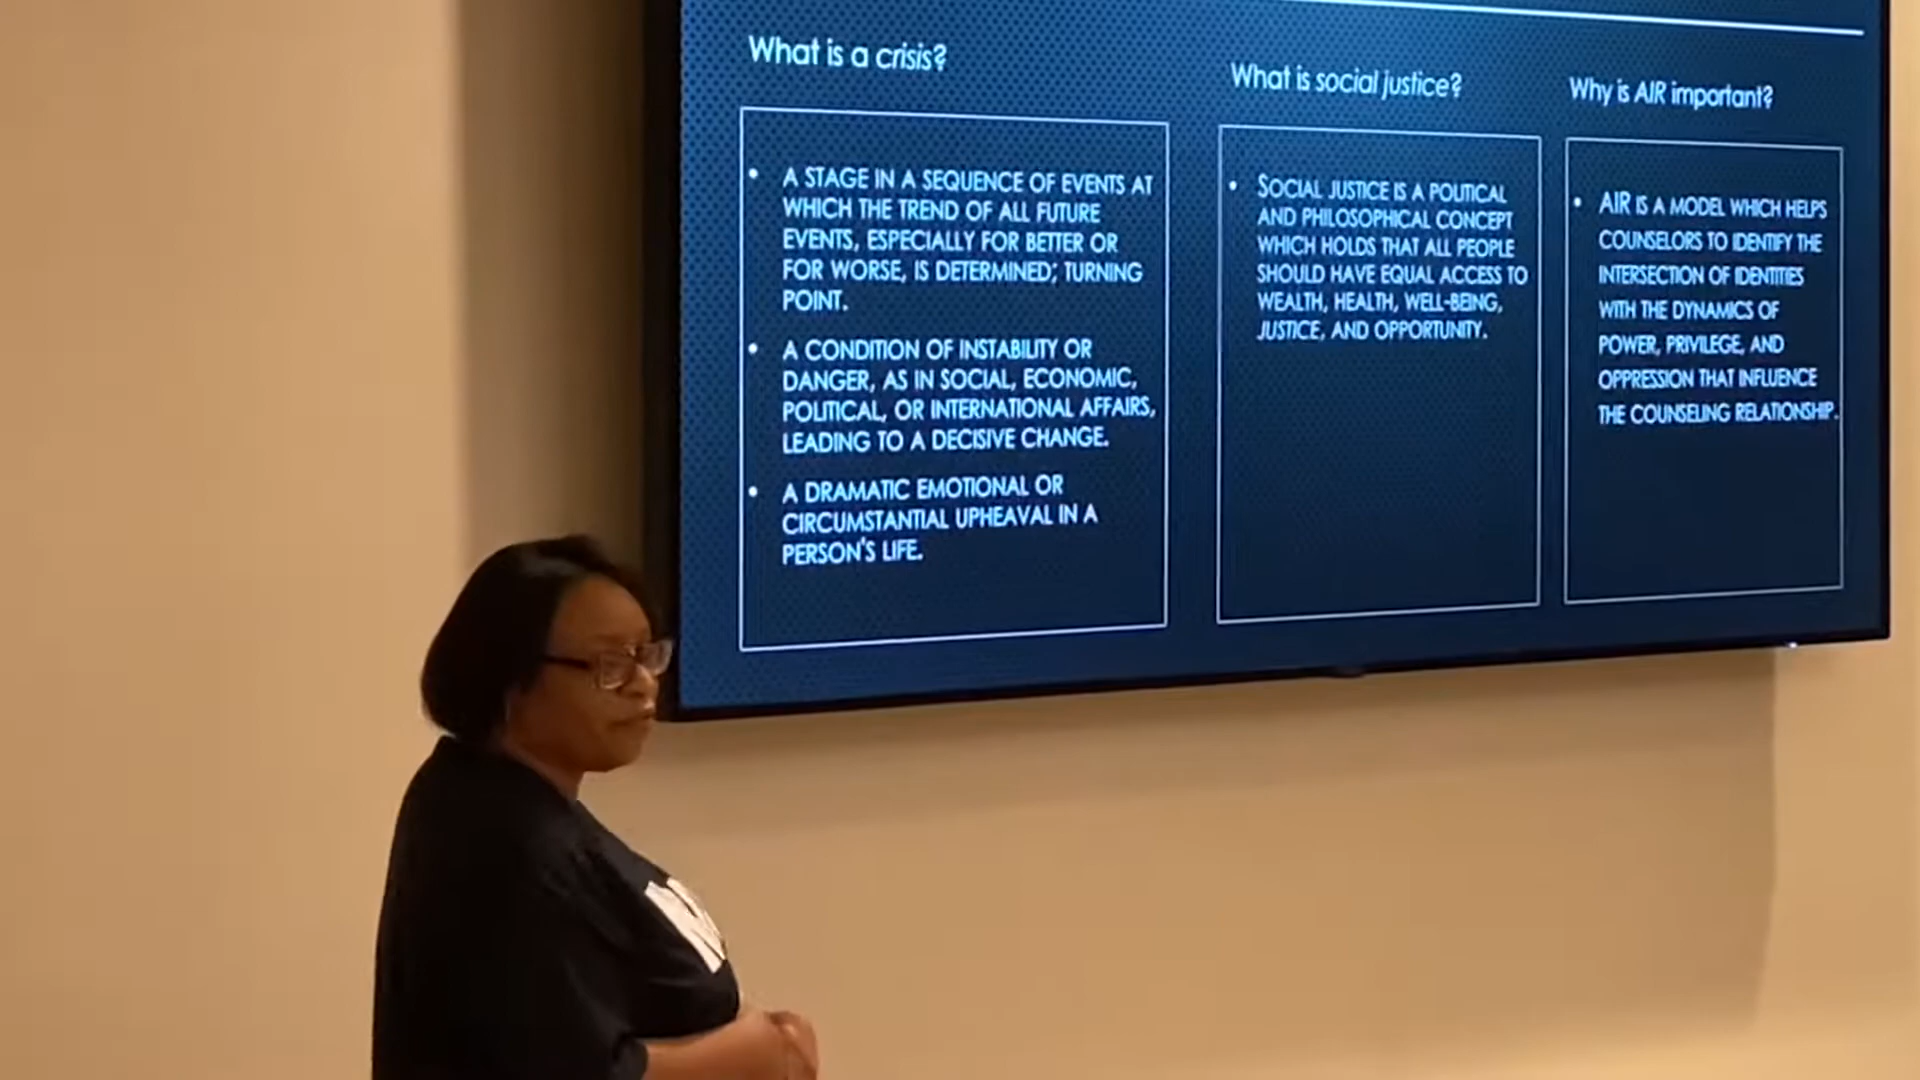 What is a crisis?
• A STAGE IN A SEQUENCE OF EVENTS AT
WHICH THE TREND OF ALL FUTURE
EVENTS, ESPECIALLY FOR BETTER OR
FOR WORSE, IS DETERMINED; TURNING
POINT.
• A CONDITION OF INSTABILITY OR
DANGER, AS IN SOCIAL, ECONOMIC,
POLITICAL, OR INTERNATIONAL AFFAIRS,
LEADING TO A DECISIVE CHANGE.
• A DRAMATIC EMOTIONAL OR
CIRCUMSTANTIAL UPHEAVAL IN A
PERSON'S LIFE.
What is social justice?
• SOCIAL JUSTICE IS A POLITICAL
AND PHILOSOPHICAL CONCEPT
WHICH HOLDS THAT ALL PEOPLE
SHOULD HAVE EQUAL ACCESS TO
WEALTH, HEALTH, WELL-BEING,
JUSTICE, AND OPPORTUNITY.
Why is AIR important?
• AIR IS A MODEL WHICH HELPS
COUNSELORS TO IDENTIFY THE
INTERSECTION OF IDENTITIES
WITH THE DYNAMICS OF
POWER, PRIVILEGE, AND
OPPRESSION THAT INFLUENCE
THE COUNSELING RELATIONSHIP.